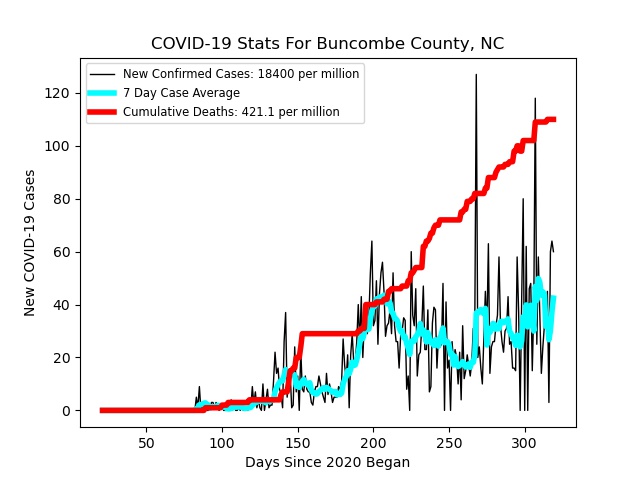 COVID-19 Stats For Buncombe County, NC
New Confirmed Cases: 18400 per million
7 Day Case Average
Cumulative Deaths: 421.1 per million
New COVID-19 Cases
120
100
80
60
40
20
0
50
100
150
200
250
300
Days Since 2020 Began